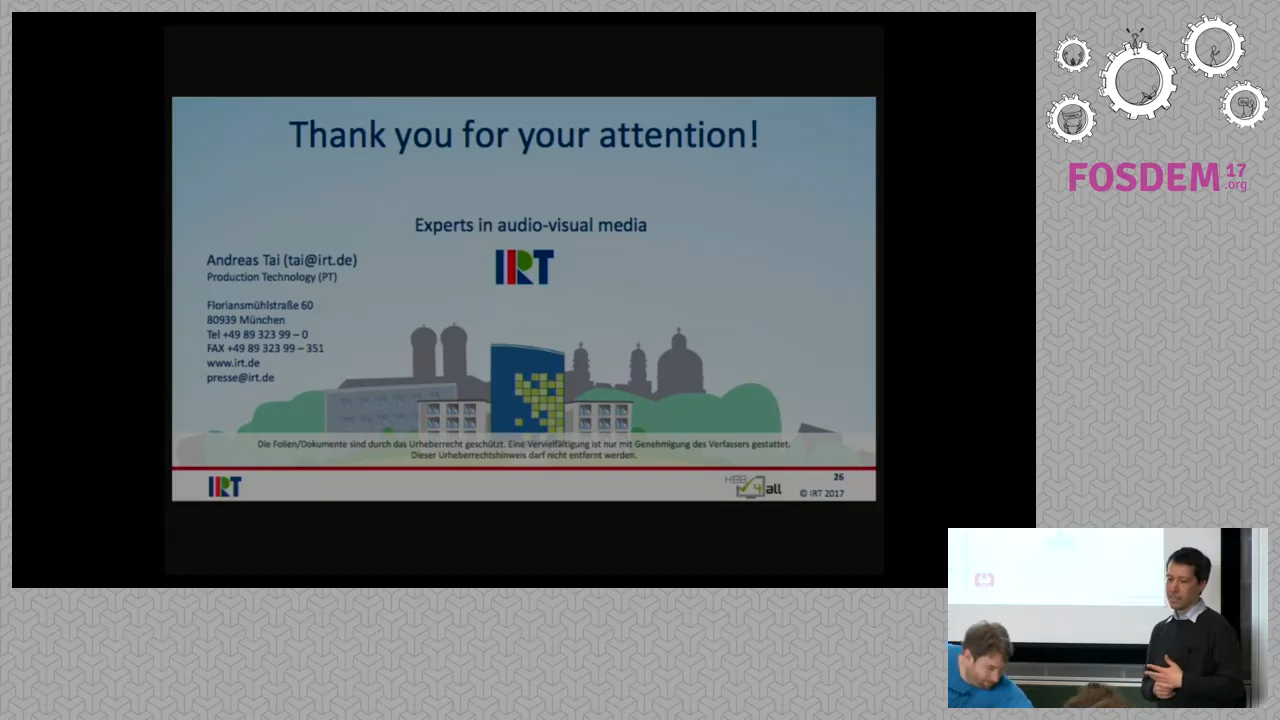 Thank you for your attention!
Experts in audio-visual media
IRT
Andreas Tai (tai@irt.de)
Production Technology (PT)
Floriansmühlstraße 60
80939 München
Tel +49 89 323 99 – 0
FAX +49 89 323 99 – 351
www.irt.de
presse@irt.de
Die Folien/Dokumente sind durch das Urheberrecht geschützt. Eine Vervielfältigung ist nur mit Genehmigung des Verfassers gestattet.
Dieser Urheberrechtshinweis darf nicht entfernt werden.
IRT
HBB4all
26
© IRT 2017
FOSDEM 17
.org